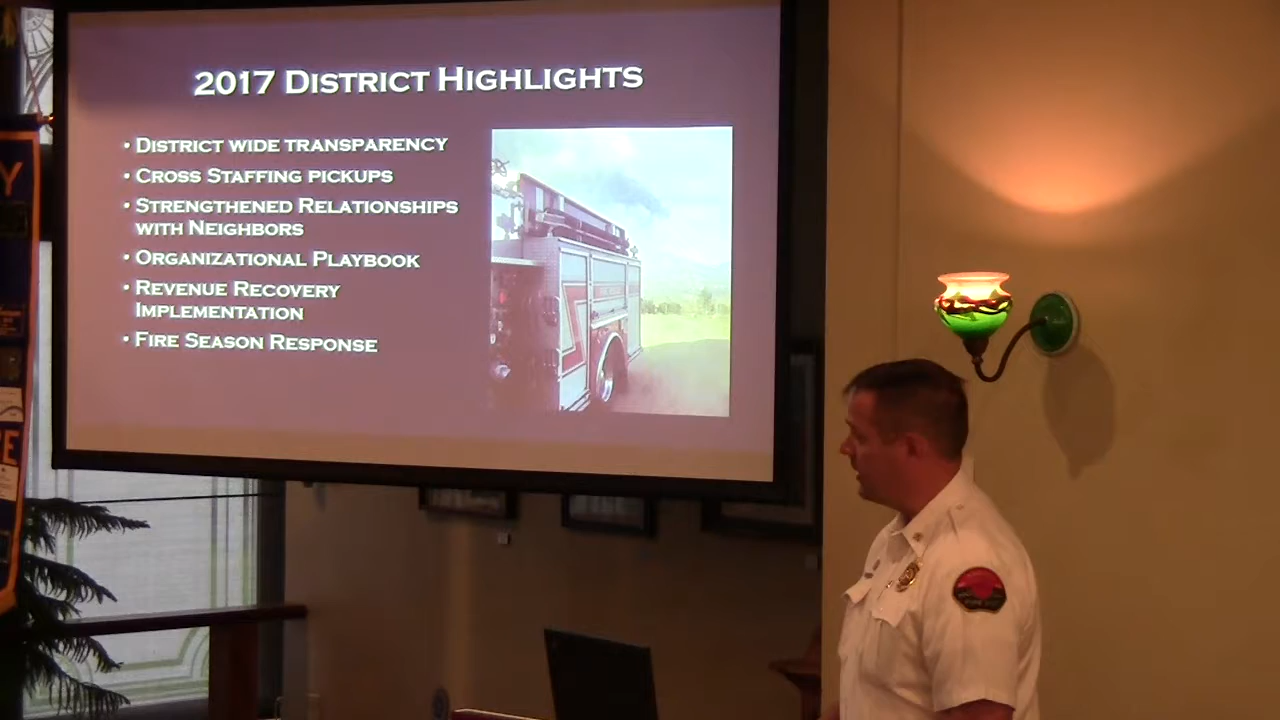 2017 District Highlights
• District wide transparency
• Cross Staffing pickups
• Strengthened Relationships
with Neighbors
• Organizational Playbook
• Revenue Recovery
Implementation
• Fire Season Response
Y
E